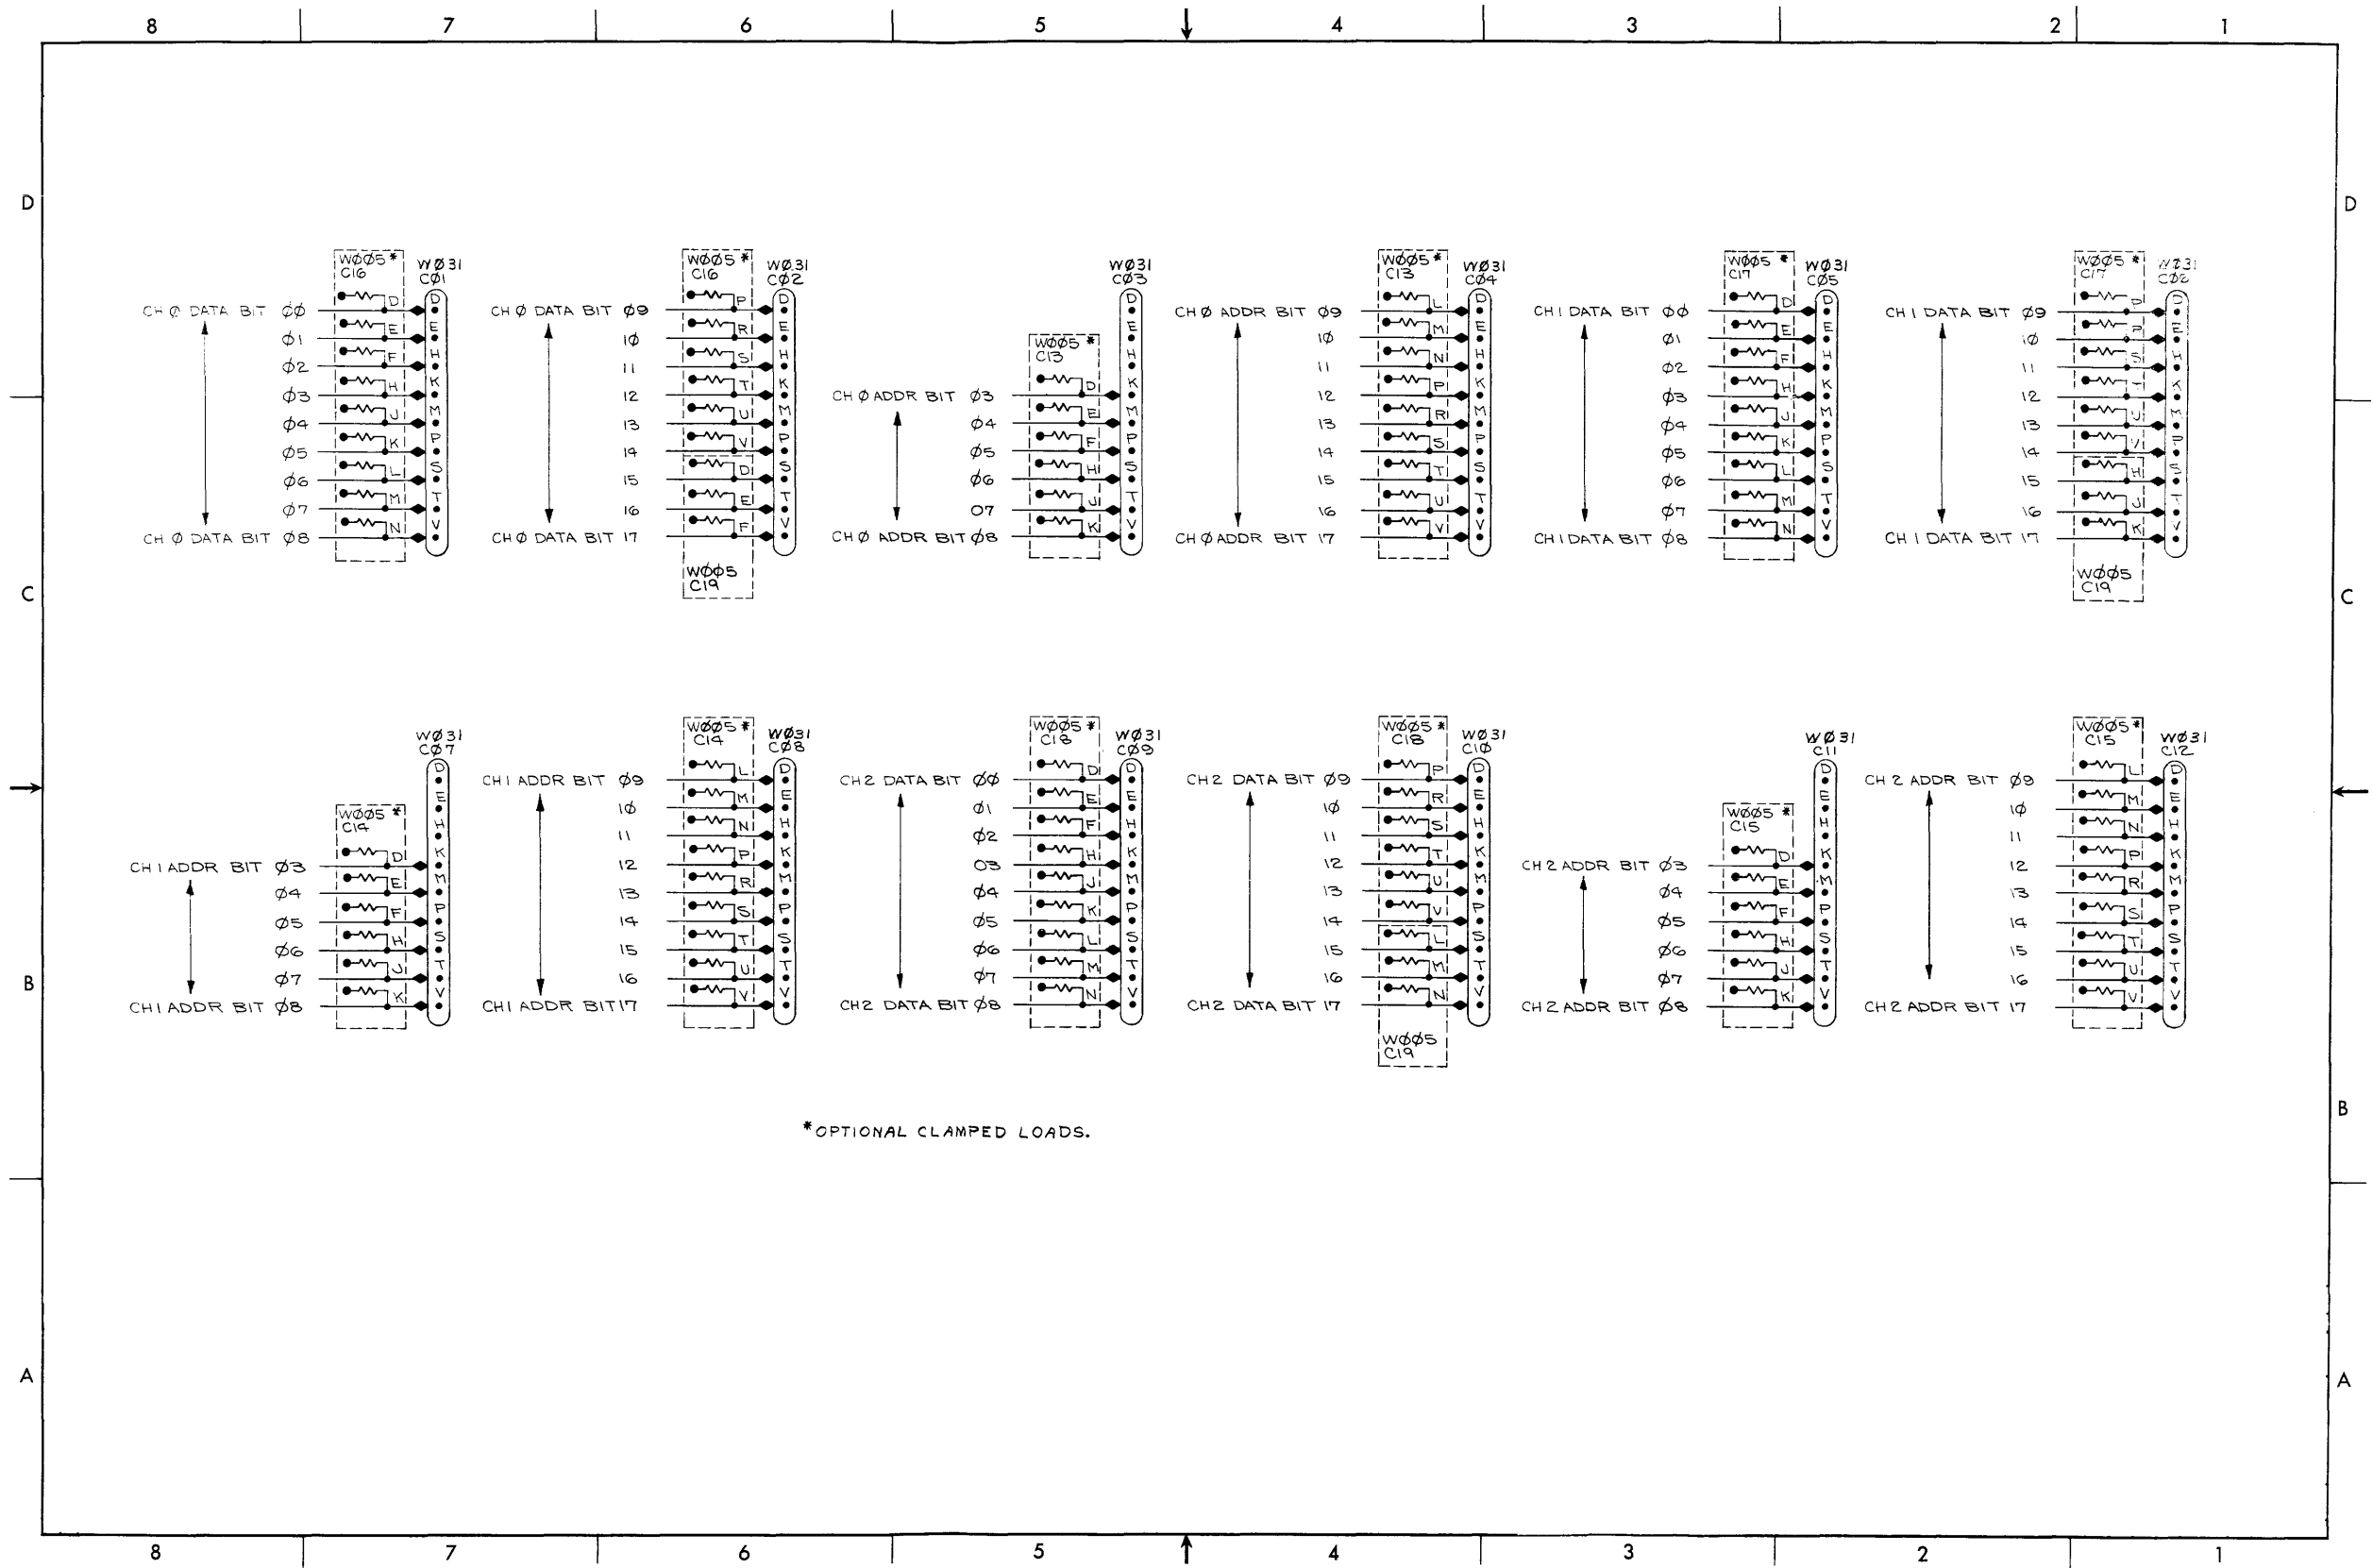 8 7 6 5 4 3 2 1
D D
WØØ5 *
C16
WØ31
CØ1
CH Ø DATA BIT ØØ D D
Ø1 E E
Ø2 F H
Ø3 H K
Ø4 J M
Ø5 K P
Ø6 L S
Ø7 M T
CH Ø DATA BIT Ø8 N V
WØØ5 *
C16
WØ31
CØ2
CH Ø DATA BIT Ø9 P D
1Ø R E
11 S H
12 T K
13 U M
14 V P
15 D S
16 E T
CH Ø DATA BIT 17 F V
WØØ5
C19
WØ31
CØ3
D
E
H
WØØ5 *
C13
CH Ø ADDR BIT Ø3 D K
Ø4 E M
Ø5 F P
Ø6 H S
07 J T
CH Ø ADDR BIT Ø8 K V
WØØ5 *
C13
WØ31
CØ4
CH Ø ADDR BIT Ø9 L D
1Ø M E
11 N H
12 P K
13 R M
14 S P
15 T S
16 U T
CH Ø ADDR BIT 17 V V
WØØ5 *
C17
WØ31
CØ5
CH 1 DATA BIT ØØ D D
Ø1 E E
Ø2 F H
Ø3 H K
Ø4 J M
Ø5 K P
Ø6 L S
Ø7 M T
CH 1 DATA BIT Ø8 N V
WØØ5 *
C17
WØ31
CH 1 DATA BIT Ø9 P D
1Ø E
11 S H
12 T K
13 U M
14 V P
15 H S
16 J T
CH 1 DATA BIT 17 K V
WØØ5
C19
C C
WØ31
CØ7
D
E
H
WØØ5 *
C14
CH 1 ADDR BIT Ø3 D K
Ø4 E M
Ø5 F P
Ø6 H S
Ø7 J T
CH 1 ADDR BIT Ø8 K V
WØØ5 *
C14
WØ31
CØ8
CH 1 ADDR BIT Ø9 L D
1Ø M E
11 N H
12 P K
13 R M
14 S P
15 T S
16 U T
CH 1 ADDR BIT 17 V V
WØØ5 *
C18
WØ31
CØ9
CH 2 DATA BIT ØØ D D
Ø1 E E
Ø2 F H
03 H K
Ø4 J M
Ø5 K P
Ø6 L S
Ø7 M T
CH 2 DATA BIT Ø8 N V
WØØ5 *
C18
WØ31
C1Ø
CH 2 DATA BIT Ø9 P D
1Ø R E
11 S H
12 T K
13 U M
14 V P
15 L S
16 M T
CH 2 DATA BIT 17 N V
WØØ5
C19
WØ31
C11
D
E
H
WØØ5 *
C15
CH 2 ADDR BIT Ø3 D K
Ø4 E M
Ø5 F P
Ø6 H S
Ø7 J T
CH 2 ADDR BIT Ø8 K V
WØØ5 *
C15
WØ31
C12
CH 2 ADDR BIT Ø9 L D
1Ø M E
11 N H
12 P K
13 R M
14 S P
15 T S
16 U T
CH 2 ADDR BIT 17 V V
B B
*OPTIONAL CLAMPED LOADS.
A A
8 7 6 5 4 3 2 1